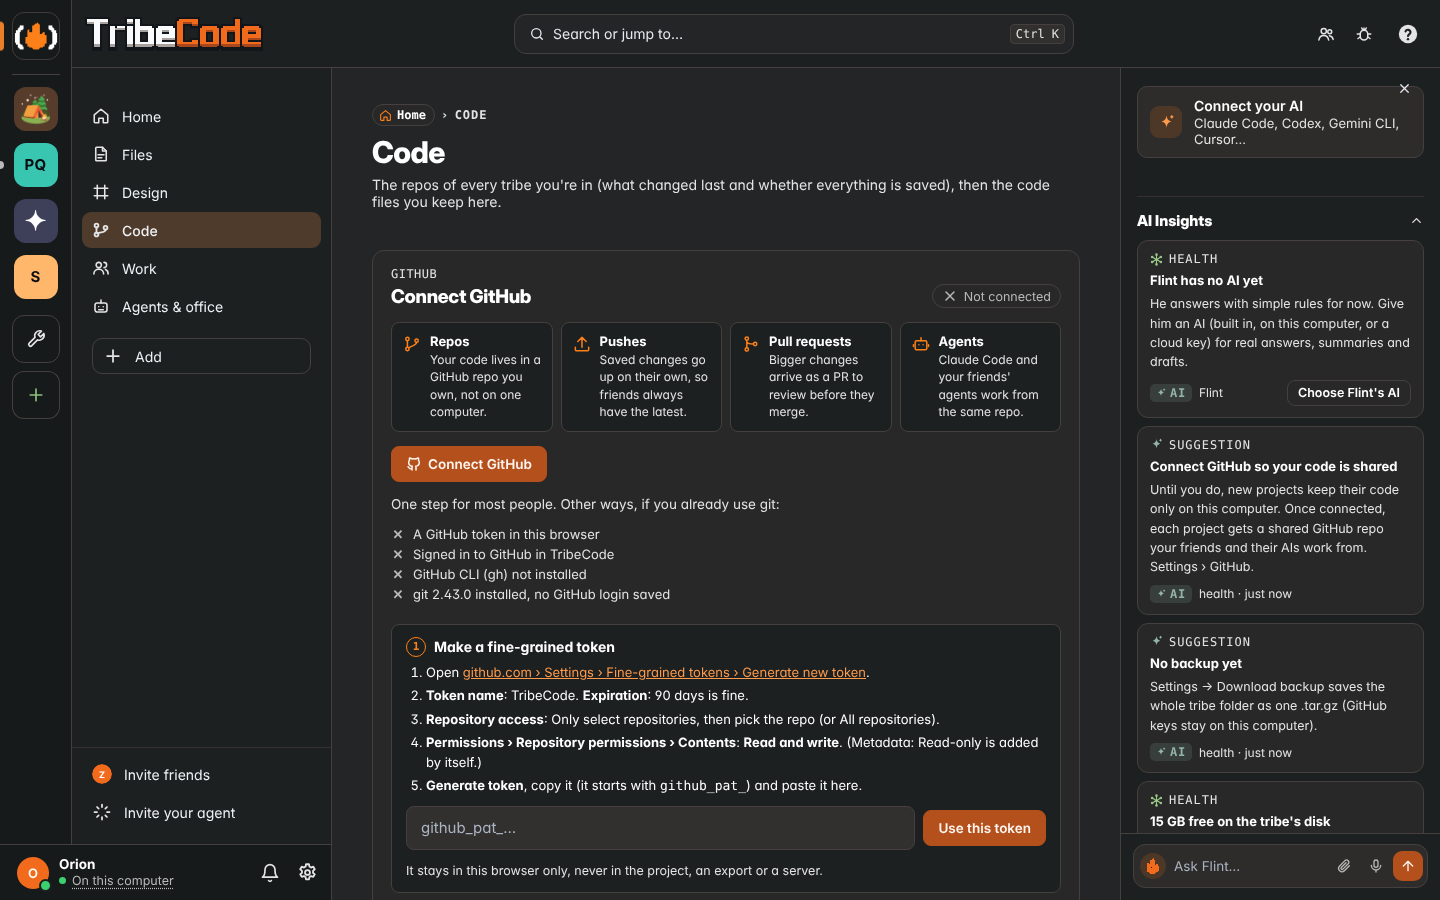 TribeCode
Search or jump to...
Ctrl K
PQ
S
Home
Files
Design
Code
Work
Agents & office
Add
Invite friends
Invite your agent
Z
O
Orion
On this computer
Home › CODE
Code
The repos of every tribe you're in (what changed last and whether everything is saved), then the code
files you keep here.
GITHUB
Connect GitHub
Not connected
Repos
Your code lives in a
GitHub repo you
own, not on one
computer.
Pushes
Saved changes go
up on their own, so
friends always
have the latest.
Pull requests
Bigger changes
arrive as a PR to
review before they
merge.
Agents
Claude Code and
your friends'
agents work from
the same repo.
Connect GitHub
One step for most people. Other ways, if you already use git:
A GitHub token in this browser
Signed in to GitHub in TribeCode
GitHub CLI (gh) not installed
git 2.43.0 installed, no GitHub login saved
1 Make a fine-grained token
1. Open github.com › Settings › Fine-grained tokens › Generate new token.
2. Token name: TribeCode. Expiration: 90 days is fine.
3. Repository access: Only select repositories, then pick the repo (or All repositories).
4. Permissions › Repository permissions › Contents: Read and write. (Metadata: Read-only is added
by itself.)
5. Generate token, copy it (it starts with github_pat_) and paste it here.
github_pat_...
Use this token
It stays in this browser only, never in the project, an export or a server.
Connect your AI
Claude Code, Codex, Gemini CLI,
Cursor...
AI Insights
HEALTH
Flint has no AI yet
He answers with simple rules for now. Give
him an AI (built in, on this computer, or a
cloud key) for real answers, summaries and
drafts.
AI Flint
Choose Flint's AI
SUGGESTION
Connect GitHub so your code is shared
Until you do, new projects keep their code
only on this computer. Once connected,
each project gets a shared GitHub repo
your friends and their AIs work from.
Settings › GitHub.
AI health · just now
SUGGESTION
No backup yet
Settings → Download backup saves the
whole tribe folder as one .tar.gz (GitHub
keys stay on this computer).
AI health · just now
HEALTH
15 GB free on the tribe's disk
Ask Flint...